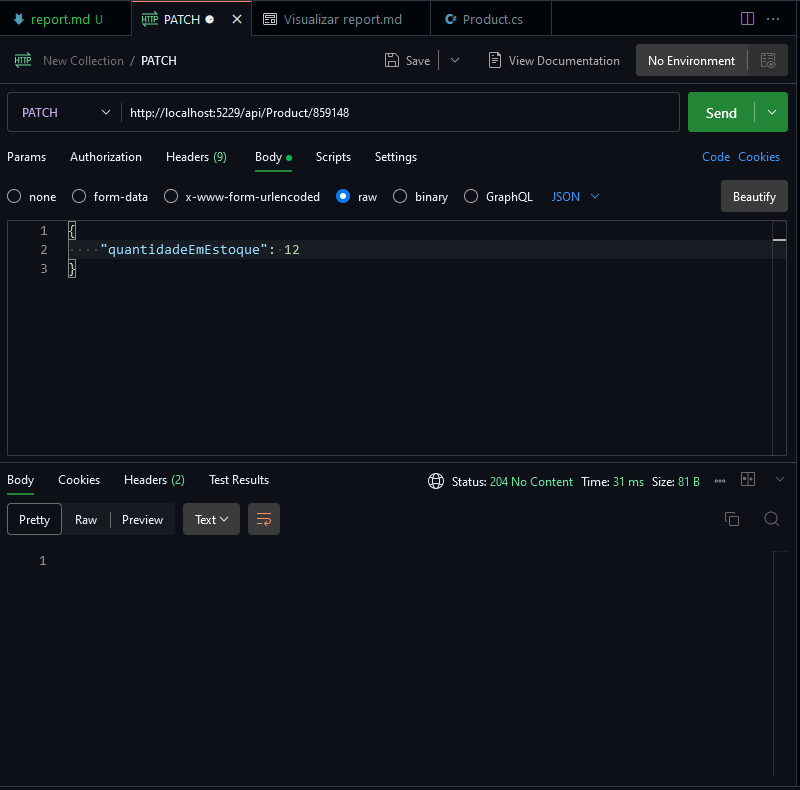 report.md U HTTP PATCH Visualizar report.md C# Product.cs
HTTP New Collection / PATCH Save View Documentation No Environment
PATCH http://localhost:5229/api/Product/859148 Send
Params Authorization Headers (9) Body Scripts Settings Code Cookies
none form-data x-www-form-urlencoded raw binary GraphQL JSON Beautify
1 {
2 ···· "quantidadeEmEstoque":·12
3 }
Body Cookies Headers (2) Test Results Status: 204 No Content Time: 31 ms Size: 81 B
Pretty Raw Preview Text
1